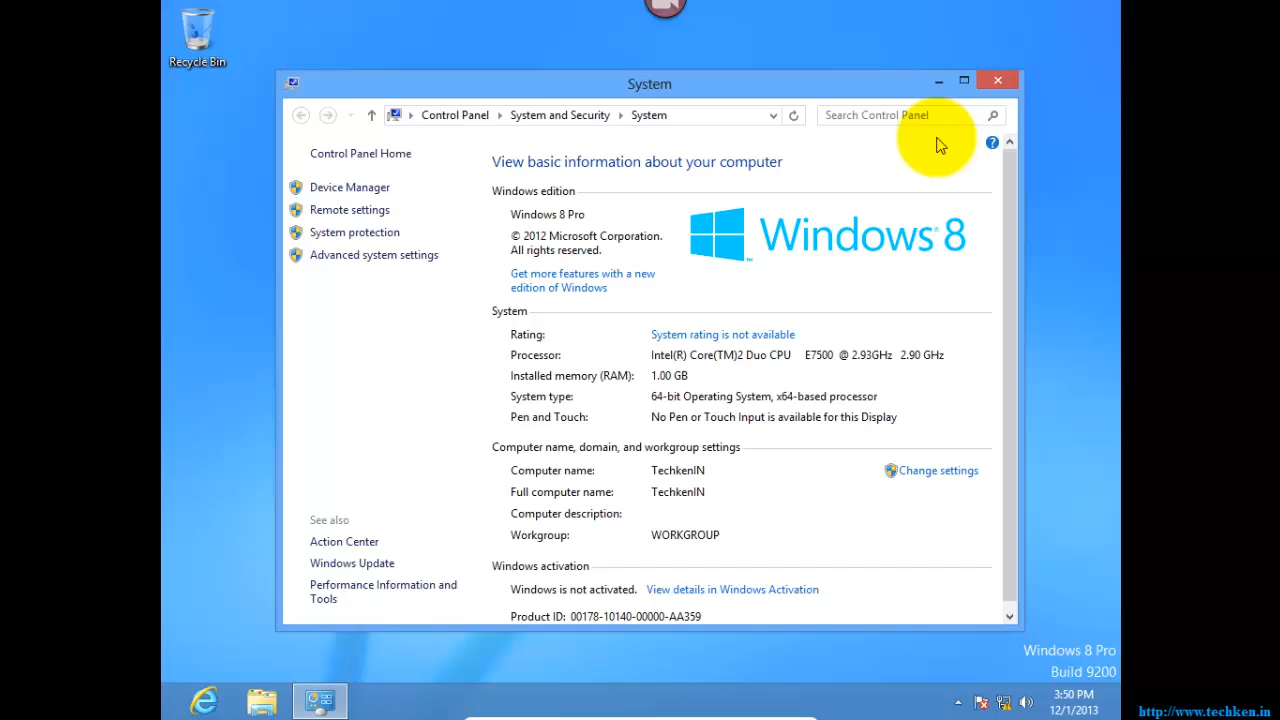 Recycle Bin
System
Control Panel
System and Security
System
Search Control Panel
Control Panel Home
Device Manager
Remote settings
System protection
Advanced system settings
See also
Action Center
Windows Update
Performance Information and
Tools
View basic information about your computer
Windows edition
Windows 8 Pro
© 2012 Microsoft Corporation.
All rights reserved.
Get more features with a new
edition of Windows
Windows® 8
System
Rating: System rating is not available
Processor: Intel(R) Core(TM)2 Duo CPU E7500 @ 2.93GHz 2.90 GHz
Installed memory (RAM): 1.00 GB
System type: 64-bit Operating System, x64-based processor
Pen and Touch: No Pen or Touch Input is available for this Display
Computer name, domain, and workgroup settings
Computer name: TechkenIN
Change settings
Full computer name: TechkenIN
Computer description:
Workgroup: WORKGROUP
Windows activation
Windows is not activated. View details in Windows Activation
Product ID: 00178-10140-00000-AA359
Windows 8 Pro
Build 9200
3:50 PM
12/1/2013
http://www.techken.in